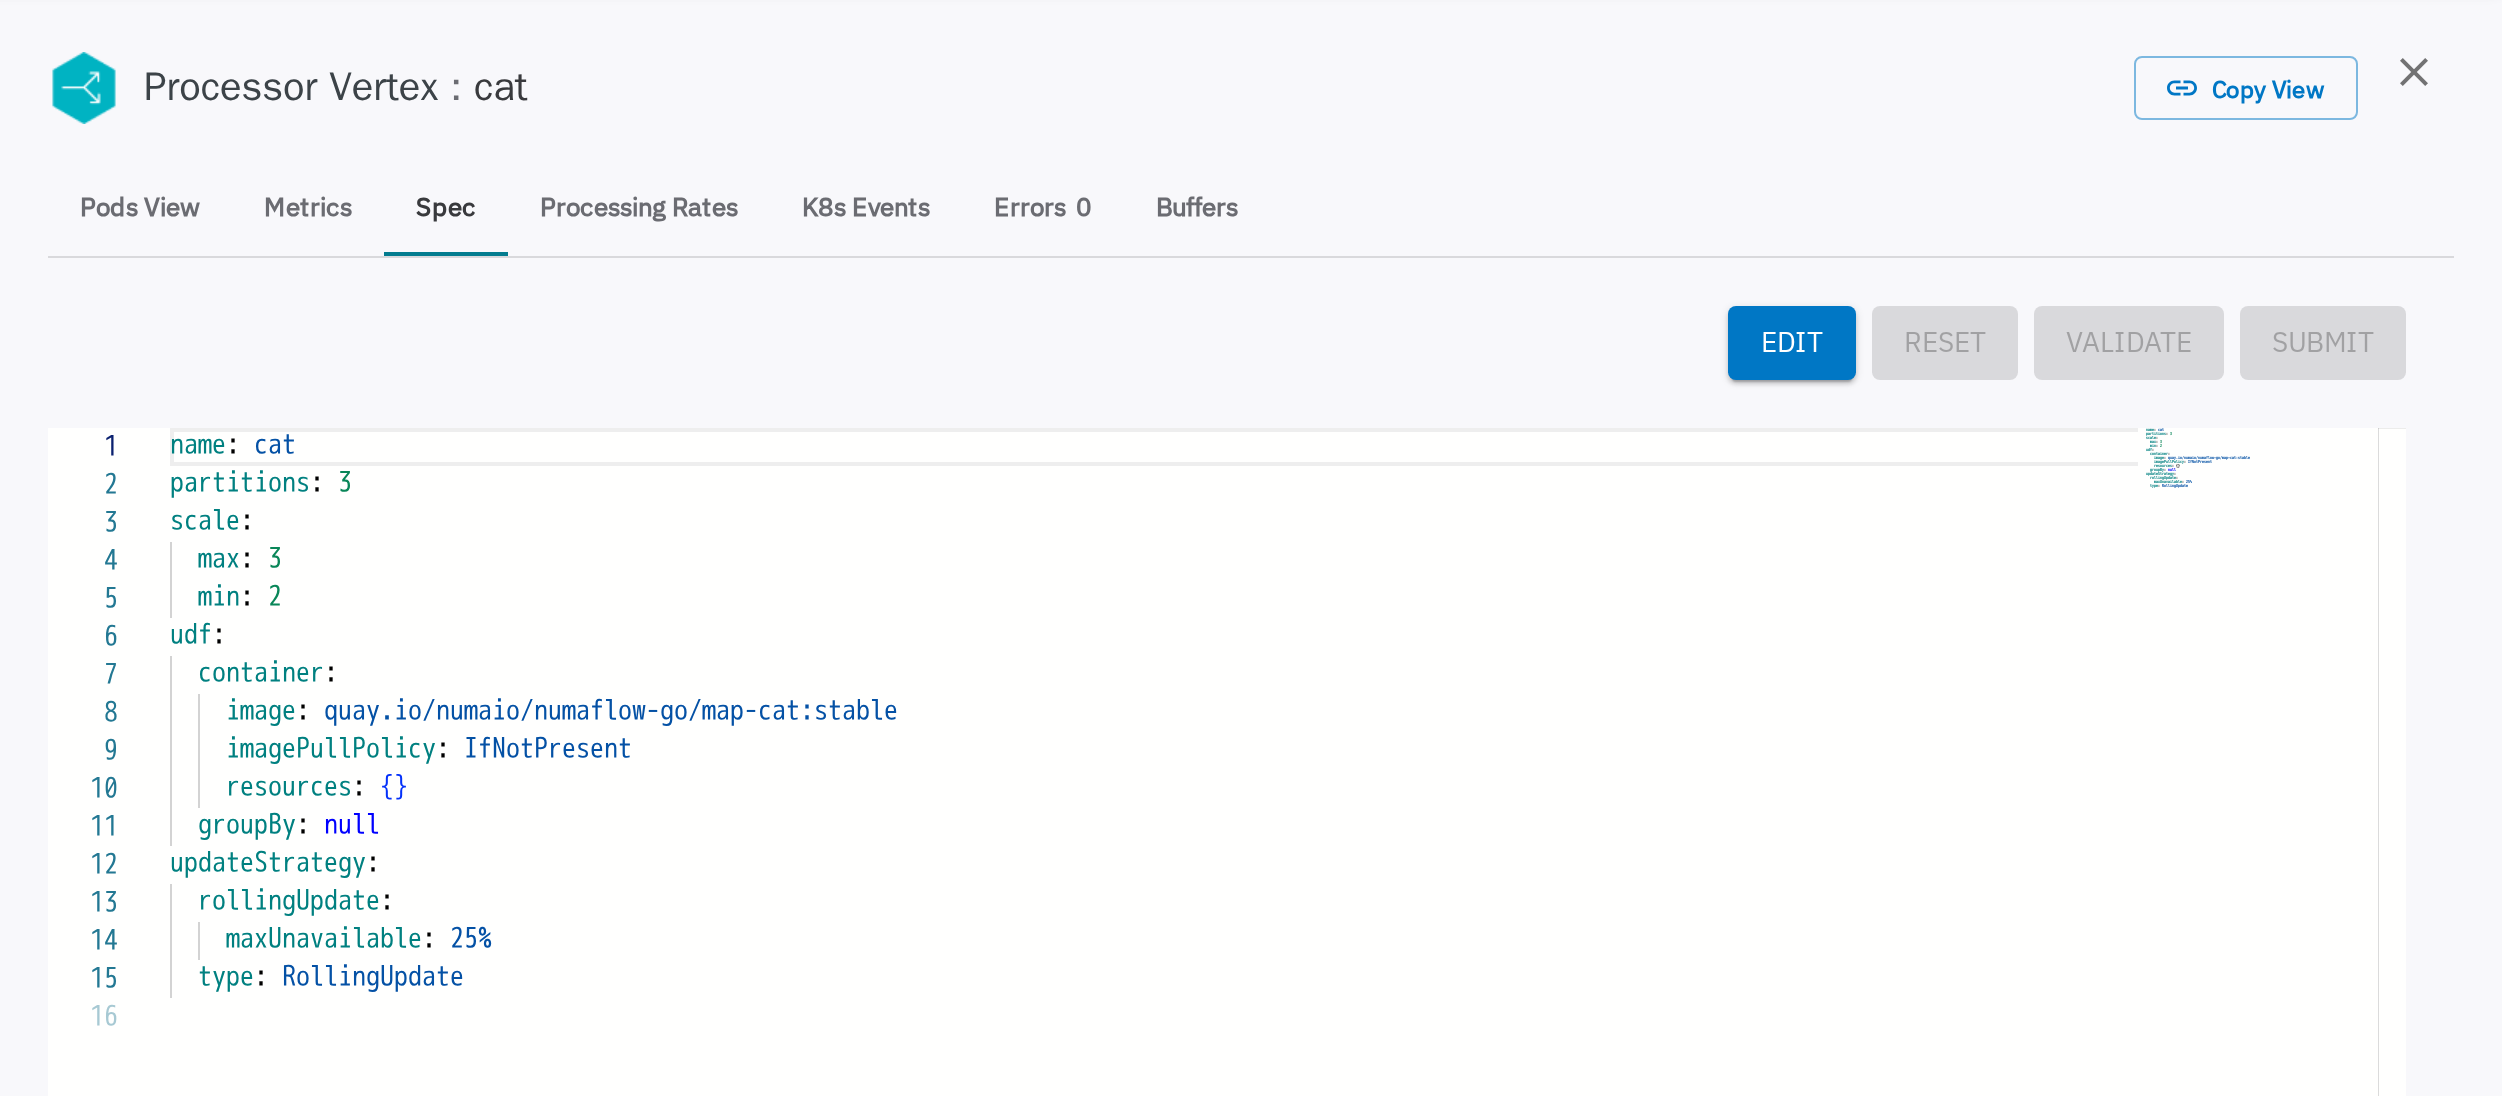 Processor Vertex : cat
Copy View
Pods View Metrics Spec Processing Rates K8s Events Errors 0 Buffers
EDIT RESET VALIDATE SUBMIT
1 name: cat
2 partitions: 3
3 scale:
4   max: 3
5   min: 2
6 udf:
7   container:
8     image: quay.io/numaio/numaflow-go/map-cat:stable
9     imagePullPolicy: IfNotPresent
10     resources: {}
11   groupBy: null
12 updateStrategy:
13   rollingUpdate:
14     maxUnavailable: 25%
15   type: RollingUpdate
16